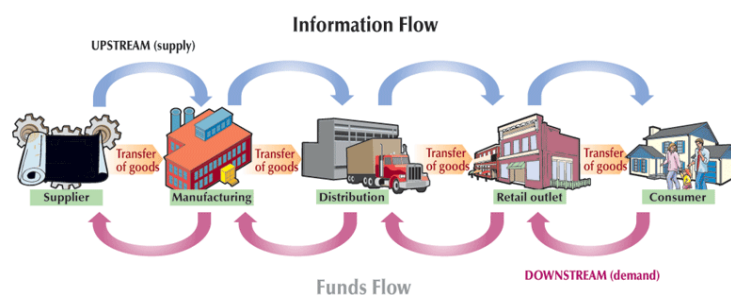 Information Flow
UPSTREAM (supply)
Transfer
of goods
Transfer
of goods
Transfer
of goods
Transfer
of goods
Supplier
Manufacturing
Distribution
Retail outlet
Consumer
DOWNSTREAM (demand)
Funds Flow